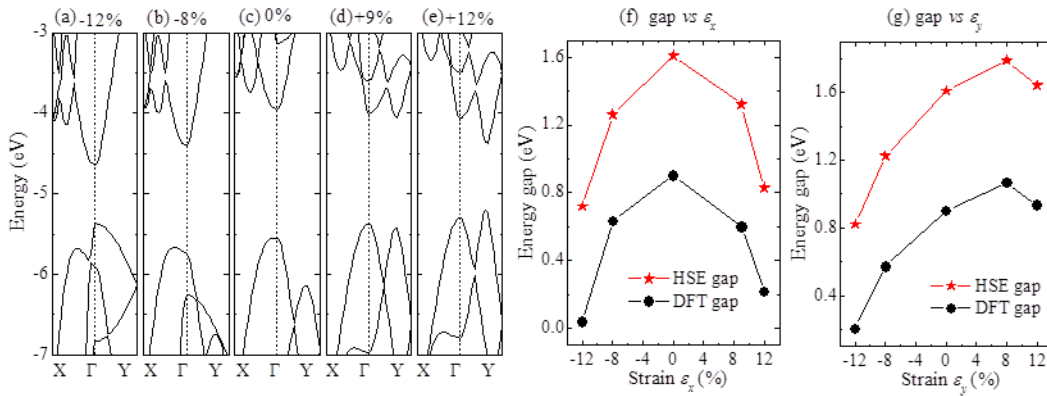 (a) -12%
(b) -8%
(c) 0%
(d) +9%
(e) +12%
(f) gap vs εx
(g) gap vs εy
Energy (eV)
-3
-4
-5
-6
-7
X Γ Y
X Γ Y
X Γ Y
X Γ Y
X Γ Y
Energy gap (eV)
1.6
1.2
0.8
0.4
0.0
HSE gap
DFT gap
-12 -8 -4 0 4 8 12
Strain εx (%)
Energy gap (eV)
1.6
1.2
0.8
0.4
HSE gap
DFT gap
-12 -8 -4 0 4 8 12
Strain εy (%)